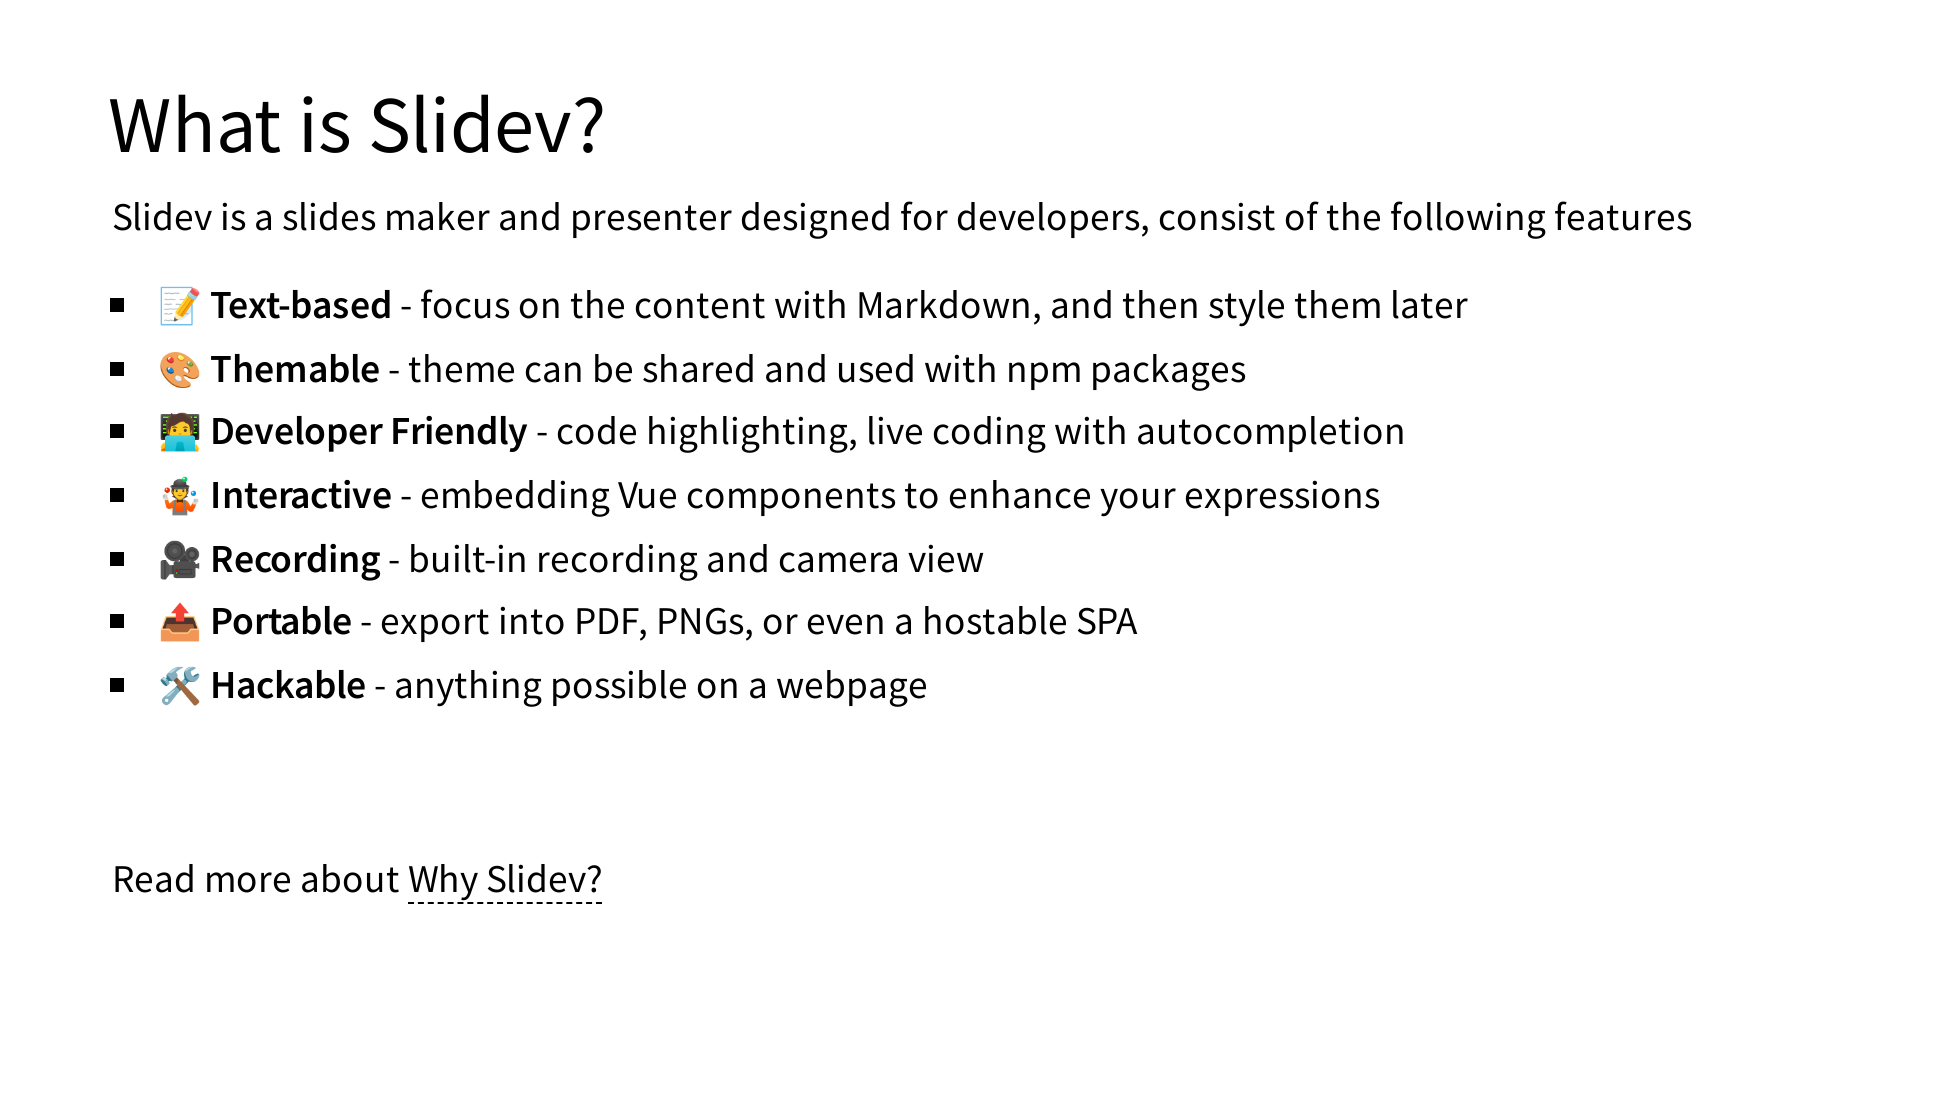 What is Slidev?
Slidev is a slides maker and presenter designed for developers, consist of the following features
📝 Text-based - focus on the content with Markdown, and then style them later
🎨 Themable - theme can be shared and used with npm packages
🧑‍💻 Developer Friendly - code highlighting, live coding with autocompletion
🤹 Interactive - embedding Vue components to enhance your expressions
🎥 Recording - built-in recording and camera view
📤 Portable - export into PDF, PNGs, or even a hostable SPA
🛠 Hackable - anything possible on a webpage
Read more about Why Slidev?